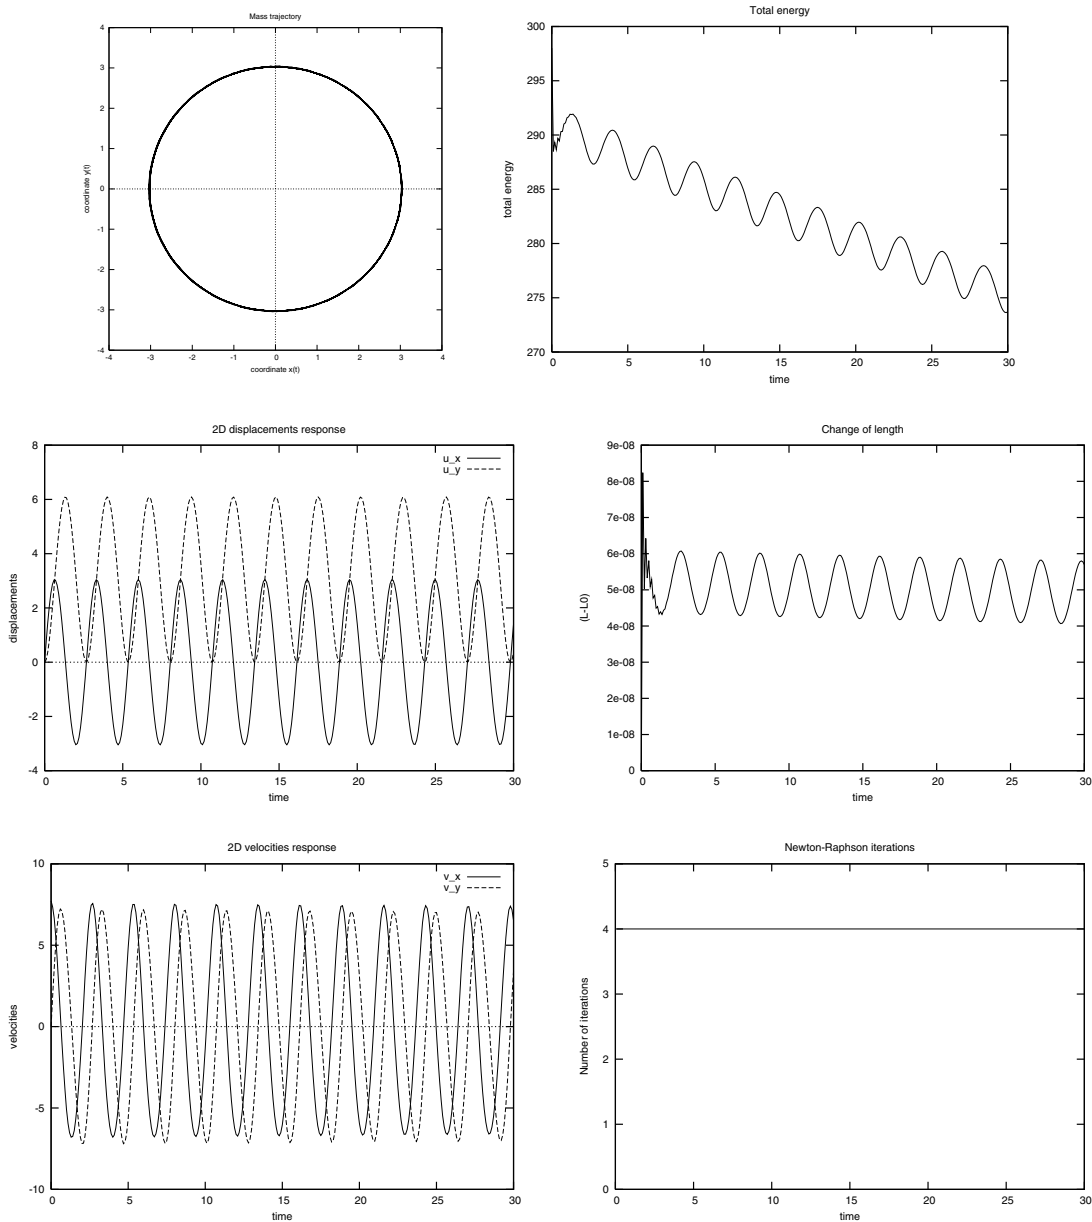 Mass trajectory
4
3
2
1
0
-1
-2
-3
-4
coordinate y(t)
-4 -3 -2 -1 0 1 2 3 4
coordinate x(t)
Total energy
300
295
290
285
280
275
270
total energy
0 5 10 15 20 25 30
time
2D displacements response
u_x
u_y
8
6
4
2
0
-2
-4
displacements
0 5 10 15 20 25 30
time
Change of length
9e-08
8e-08
7e-08
6e-08
5e-08
4e-08
3e-08
2e-08
1e-08
0
(L-L0)
0 5 10 15 20 25 30
time
2D velocities response
v_x
v_y
10
5
0
-5
-10
velocities
0 5 10 15 20 25 30
time
Newton-Raphson iterations
5
4
3
2
1
0
Number of iterations
0 5 10 15 20 25 30
time